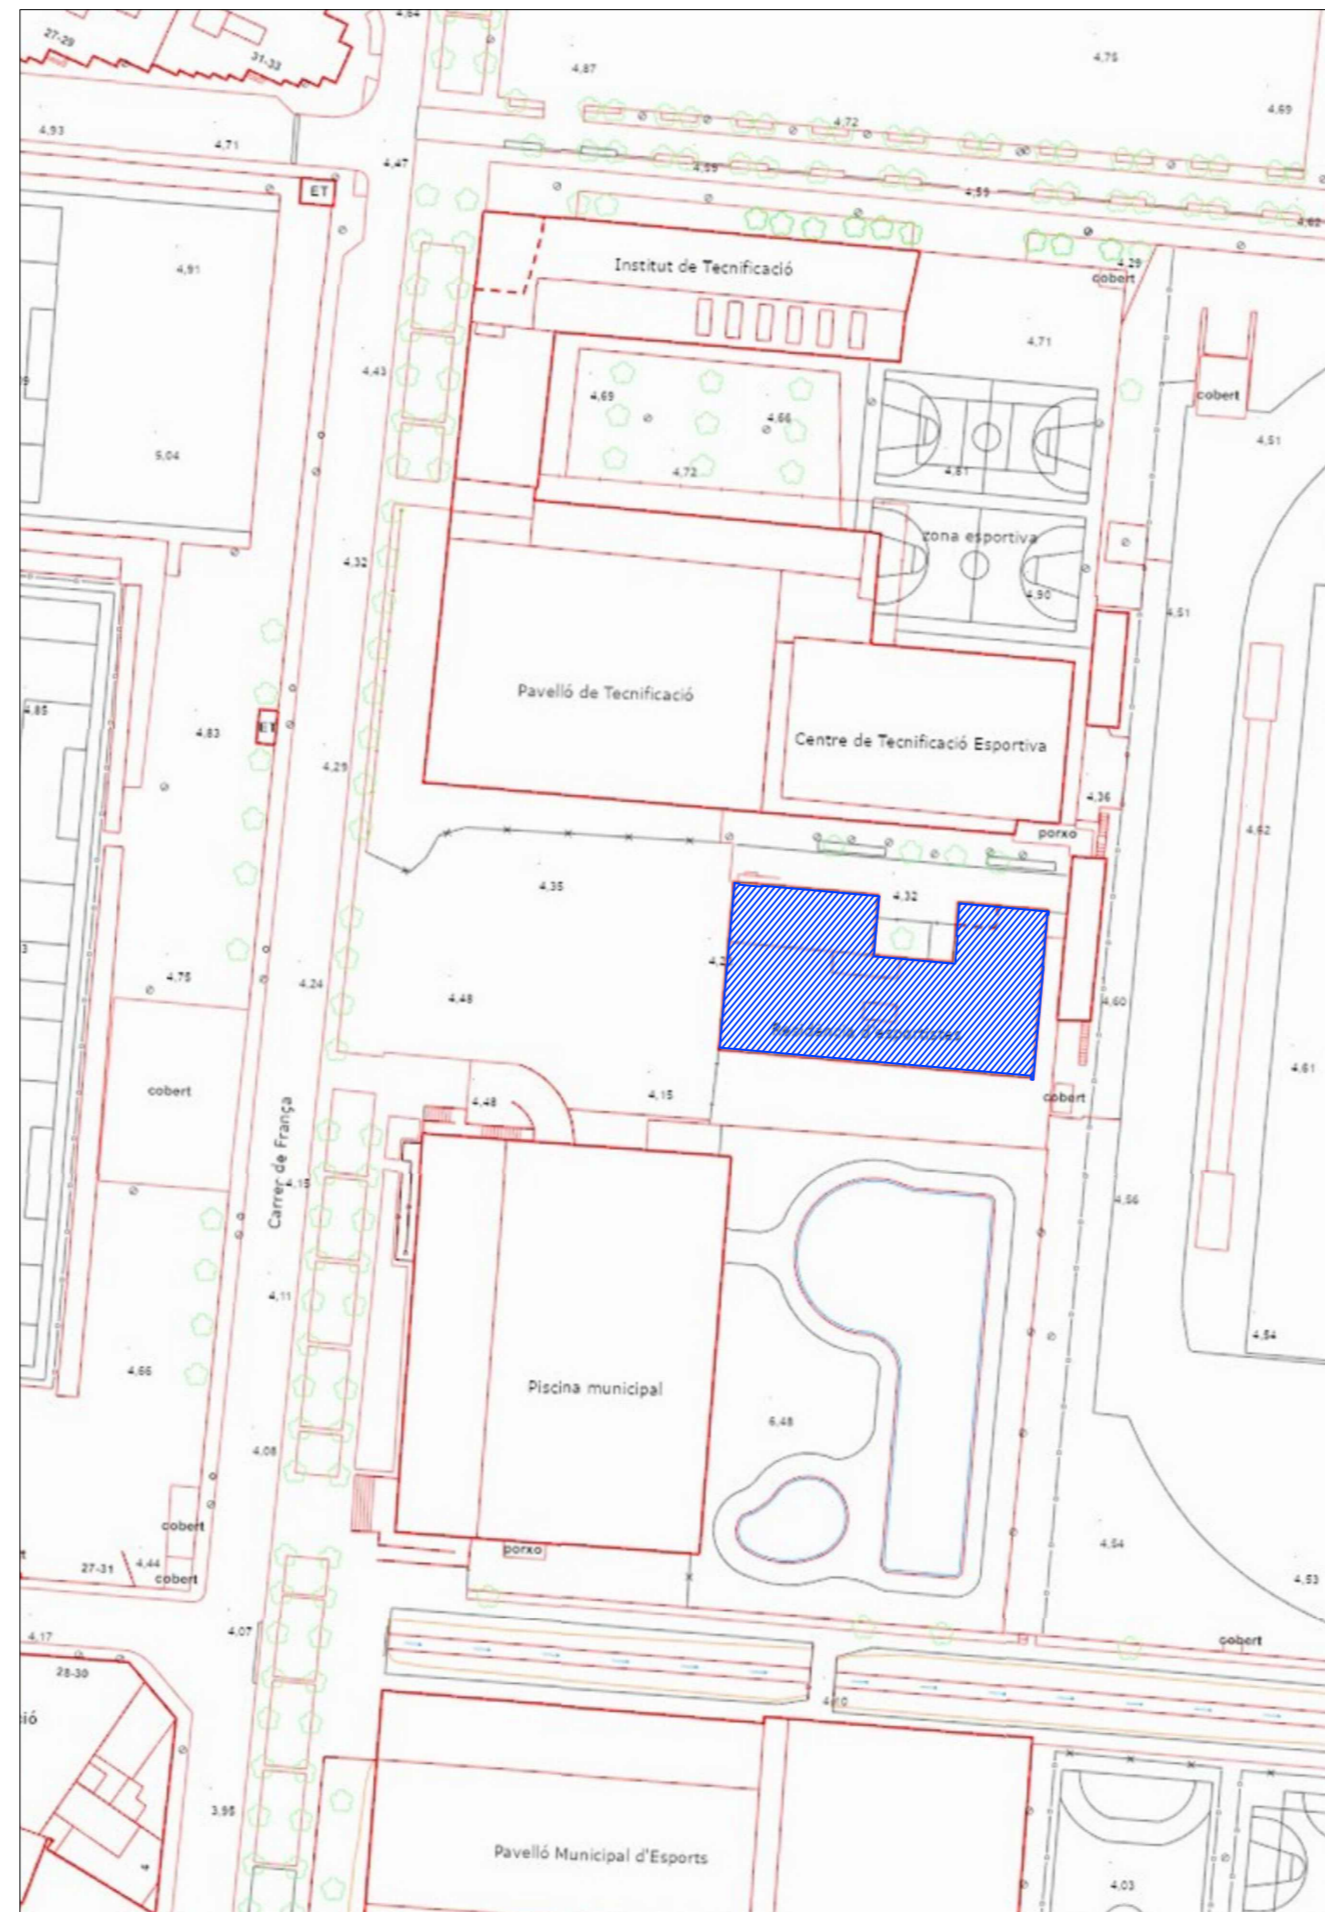 4,64
27-29
31-33
4,87
4,75
4,69
4,93
4,71
4,72
4,47
4,69
4,59
4,62
ET
4,91
Institut de Tecnificació
4,29
cobert
4,71
4,43
4,69
4,66
cobert
4,51
5,04
4,72
4,81
zona esportiva
4,32
4,90
4,51
4,85
4,83
ET
Pavelló de Tecnificació
Centre de Tecnificació Esportiva
4,29
4,36
porxo
4,62
4,35
4,32
4,75
4,24
4,48
4,60
Residència d'esportistes
4,61
cobert
4,48
4,15
cobert
Carrer de França
4,15
4,56
4,11
4,54
4,66
Piscina municipal
6,48
4,08
cobert
4,54
porxo
27-31
4,44
cobert
4,53
4,07
4,17
cobert
28-30
4,10
ió
3,95
Pavelló Municipal d'Esports
4
4,03